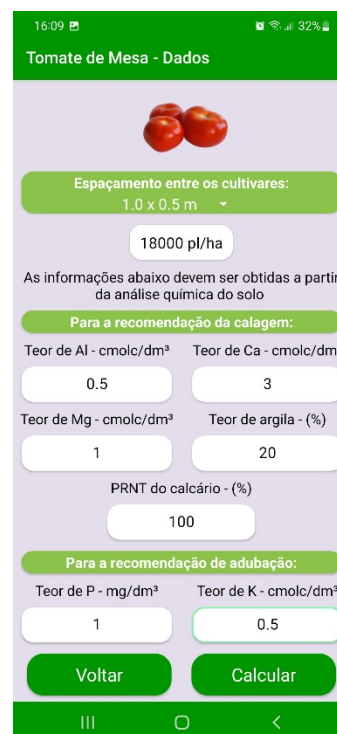 16:09 32%
Tomate de Mesa - Dados
Espaçamento entre os cultivares:
1.0 x 0.5 m
18000 pl/ha
As informações abaixo devem ser obtidas a partir
da análise química do solo
Para a recomendação da calagem:
Teor de Al - cmolc/dm³ Teor de Ca - cmolc/dm
0.5 3
Teor de Mg - cmolc/dm³ Teor de argila - (%)
1 20
PRNT do calcário - (%)
100
Para a recomendação de adubação:
Teor de P - mg/dm³ Teor de K - cmolc/dm³
1 0.5
Voltar Calcular